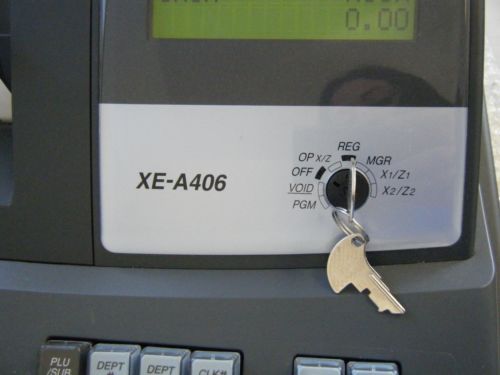 0.00
XE-A406
REG
OP X/Z
MGR
OFF
X1/Z1
VOID
X2/Z2
PGM
PLU
/SUB
DEPT
#
DEPT
CLK#